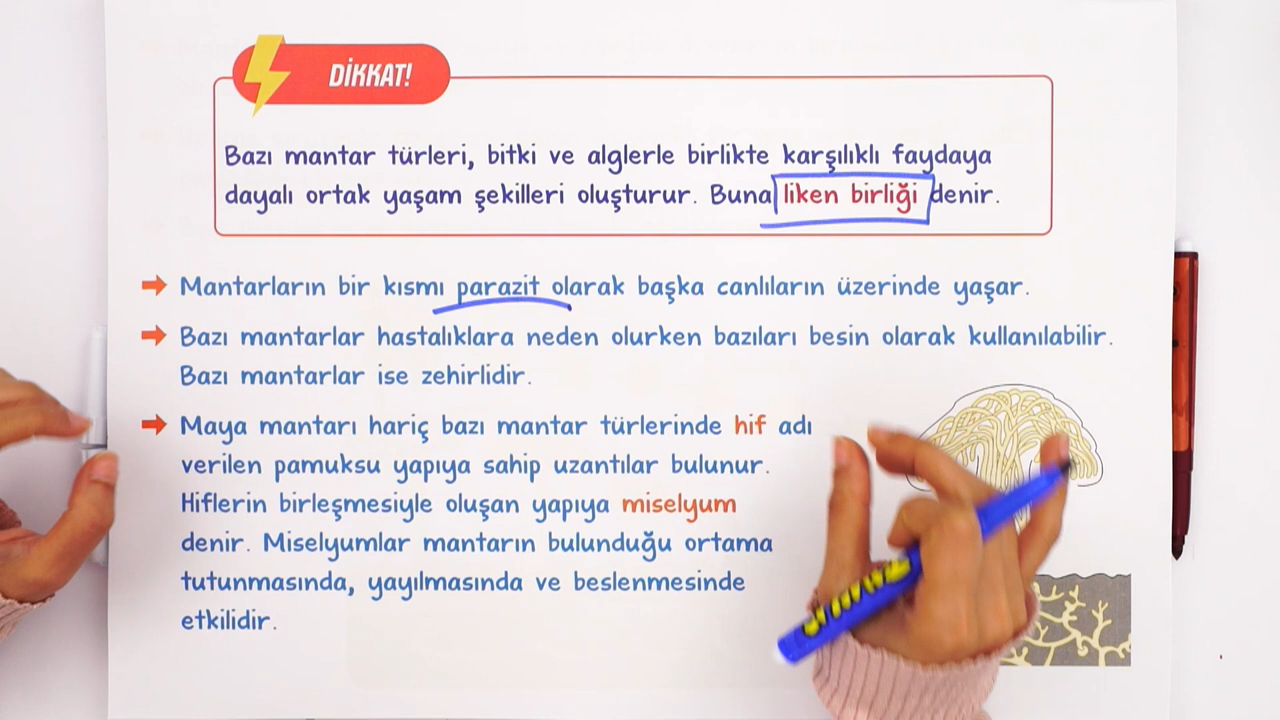 DİKKAT!
Bazı mantar türleri, bitki ve alglerle birlikte karşılıklı faydaya
dayalı ortak yaşam şekilleri oluşturur. Buna liken birliği denir.
Mantarların bir kısmı parazit olarak başka canlıların üzerinde yaşar.
Bazı mantarlar hastalıklara neden olurken bazıları besin olarak kullanılabilir.
Bazı mantarlar ise zehirlidir.
Maya mantarı hariç bazı mantar türlerinde hif adı
verilen pamuksu yapıya sahip uzantılar bulunur.
Hiflerin birleşmesiyle oluşan yapıya miselyum
denir. Miselyumlar mantarın bulunduğu ortama
tutunmasında, yayılmasında ve beslenmesinde
etkilidir.